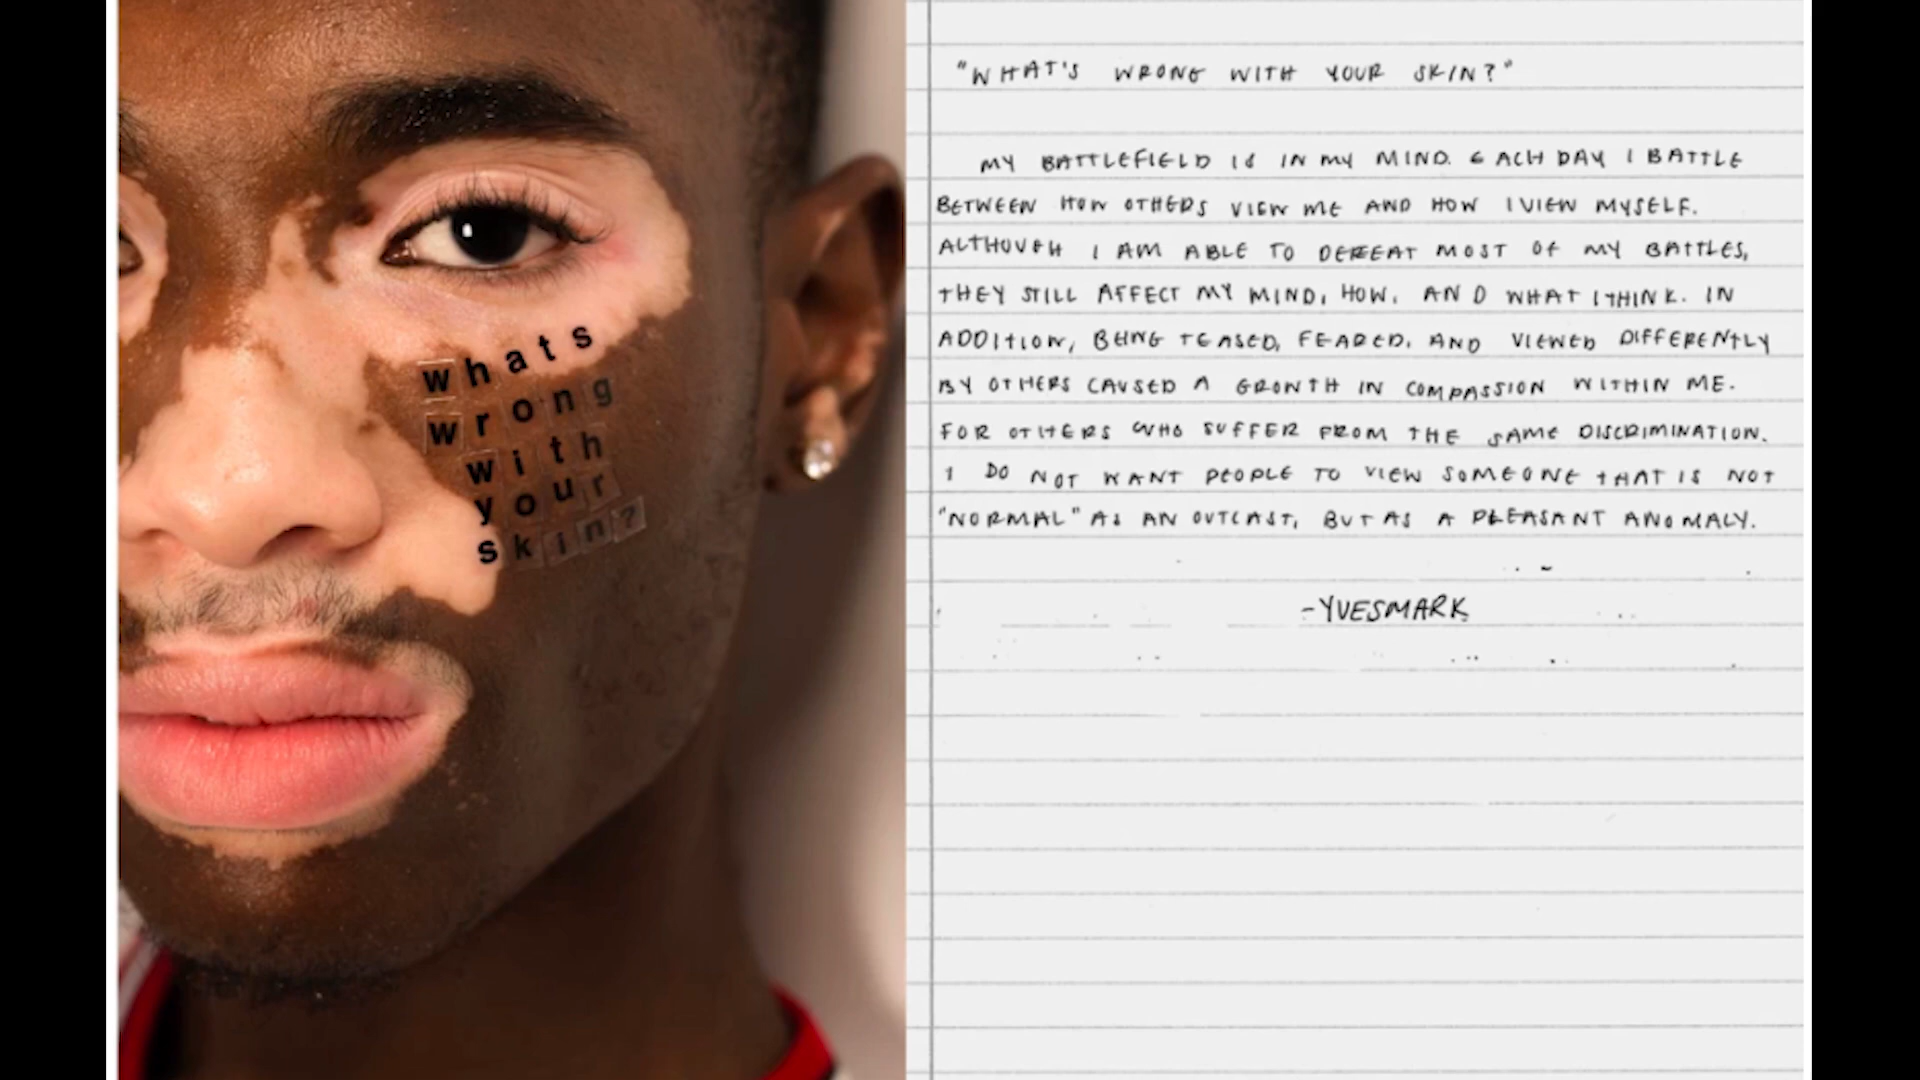 whats
wrong
with
your
skin?
"WHAT'S WRONG WITH YOUR SKIN?"
MY BATTLEFIELD IS IN MY MIND. EACH DAY I BATTLE
BETWEEN HOW OTHERS VIEW ME AND HOW I VIEW MYSELF.
ALTHOUGH I AM ABLE TO DEFEAT MOST OF MY BATTLES,
THEY STILL AFFECT MY MIND, HOW, AND WHAT I THINK. IN
ADDITION, BEING TEASED, FEARED, AND VIEWED DIFFERENTLY
BY OTHERS CAUSED A GROWTH IN COMPASSION WITHIN ME.
FOR OTHERS WHO SUFFER FROM THE SAME DISCRIMINATION.
I DO NOT WANT PEOPLE TO VIEW SOMEONE THAT IS NOT
"NORMAL" AS AN OUTCAST, BUT AS A PLEASANT ANOMALY.
-YVESMARK